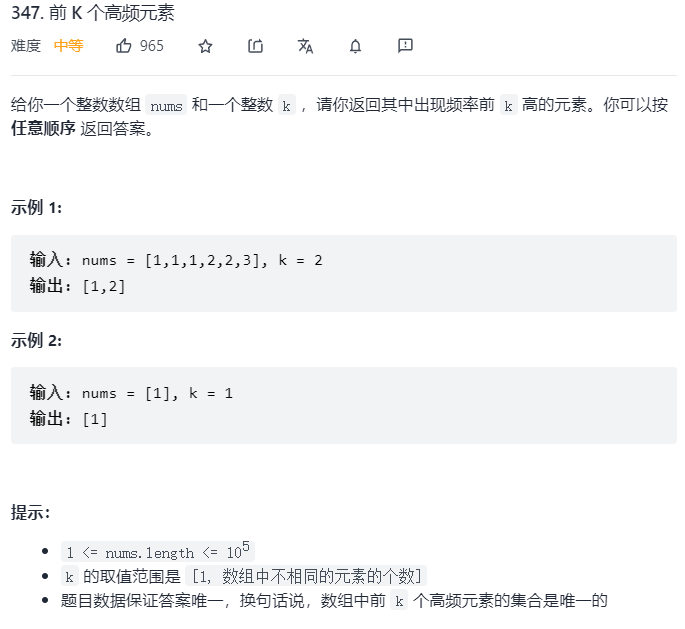 347. 前 K 个高频元素
难度 中等 965
给你一个整数数组 nums 和一个整数 k ，请你返回其中出现频率前 k 高的元素。你可以按
任意顺序 返回答案。
示例 1:
输入: nums = [1,1,1,2,2,3], k = 2
输出: [1,2]
示例 2:
输入: nums = [1], k = 1
输出: [1]
提示：
1 <= nums.length <= 10^5
k 的取值范围是 [1, 数组中不相同的元素的个数]
题目数据保证答案唯一，换句话说，数组中前 k 个高频元素的集合是唯一的